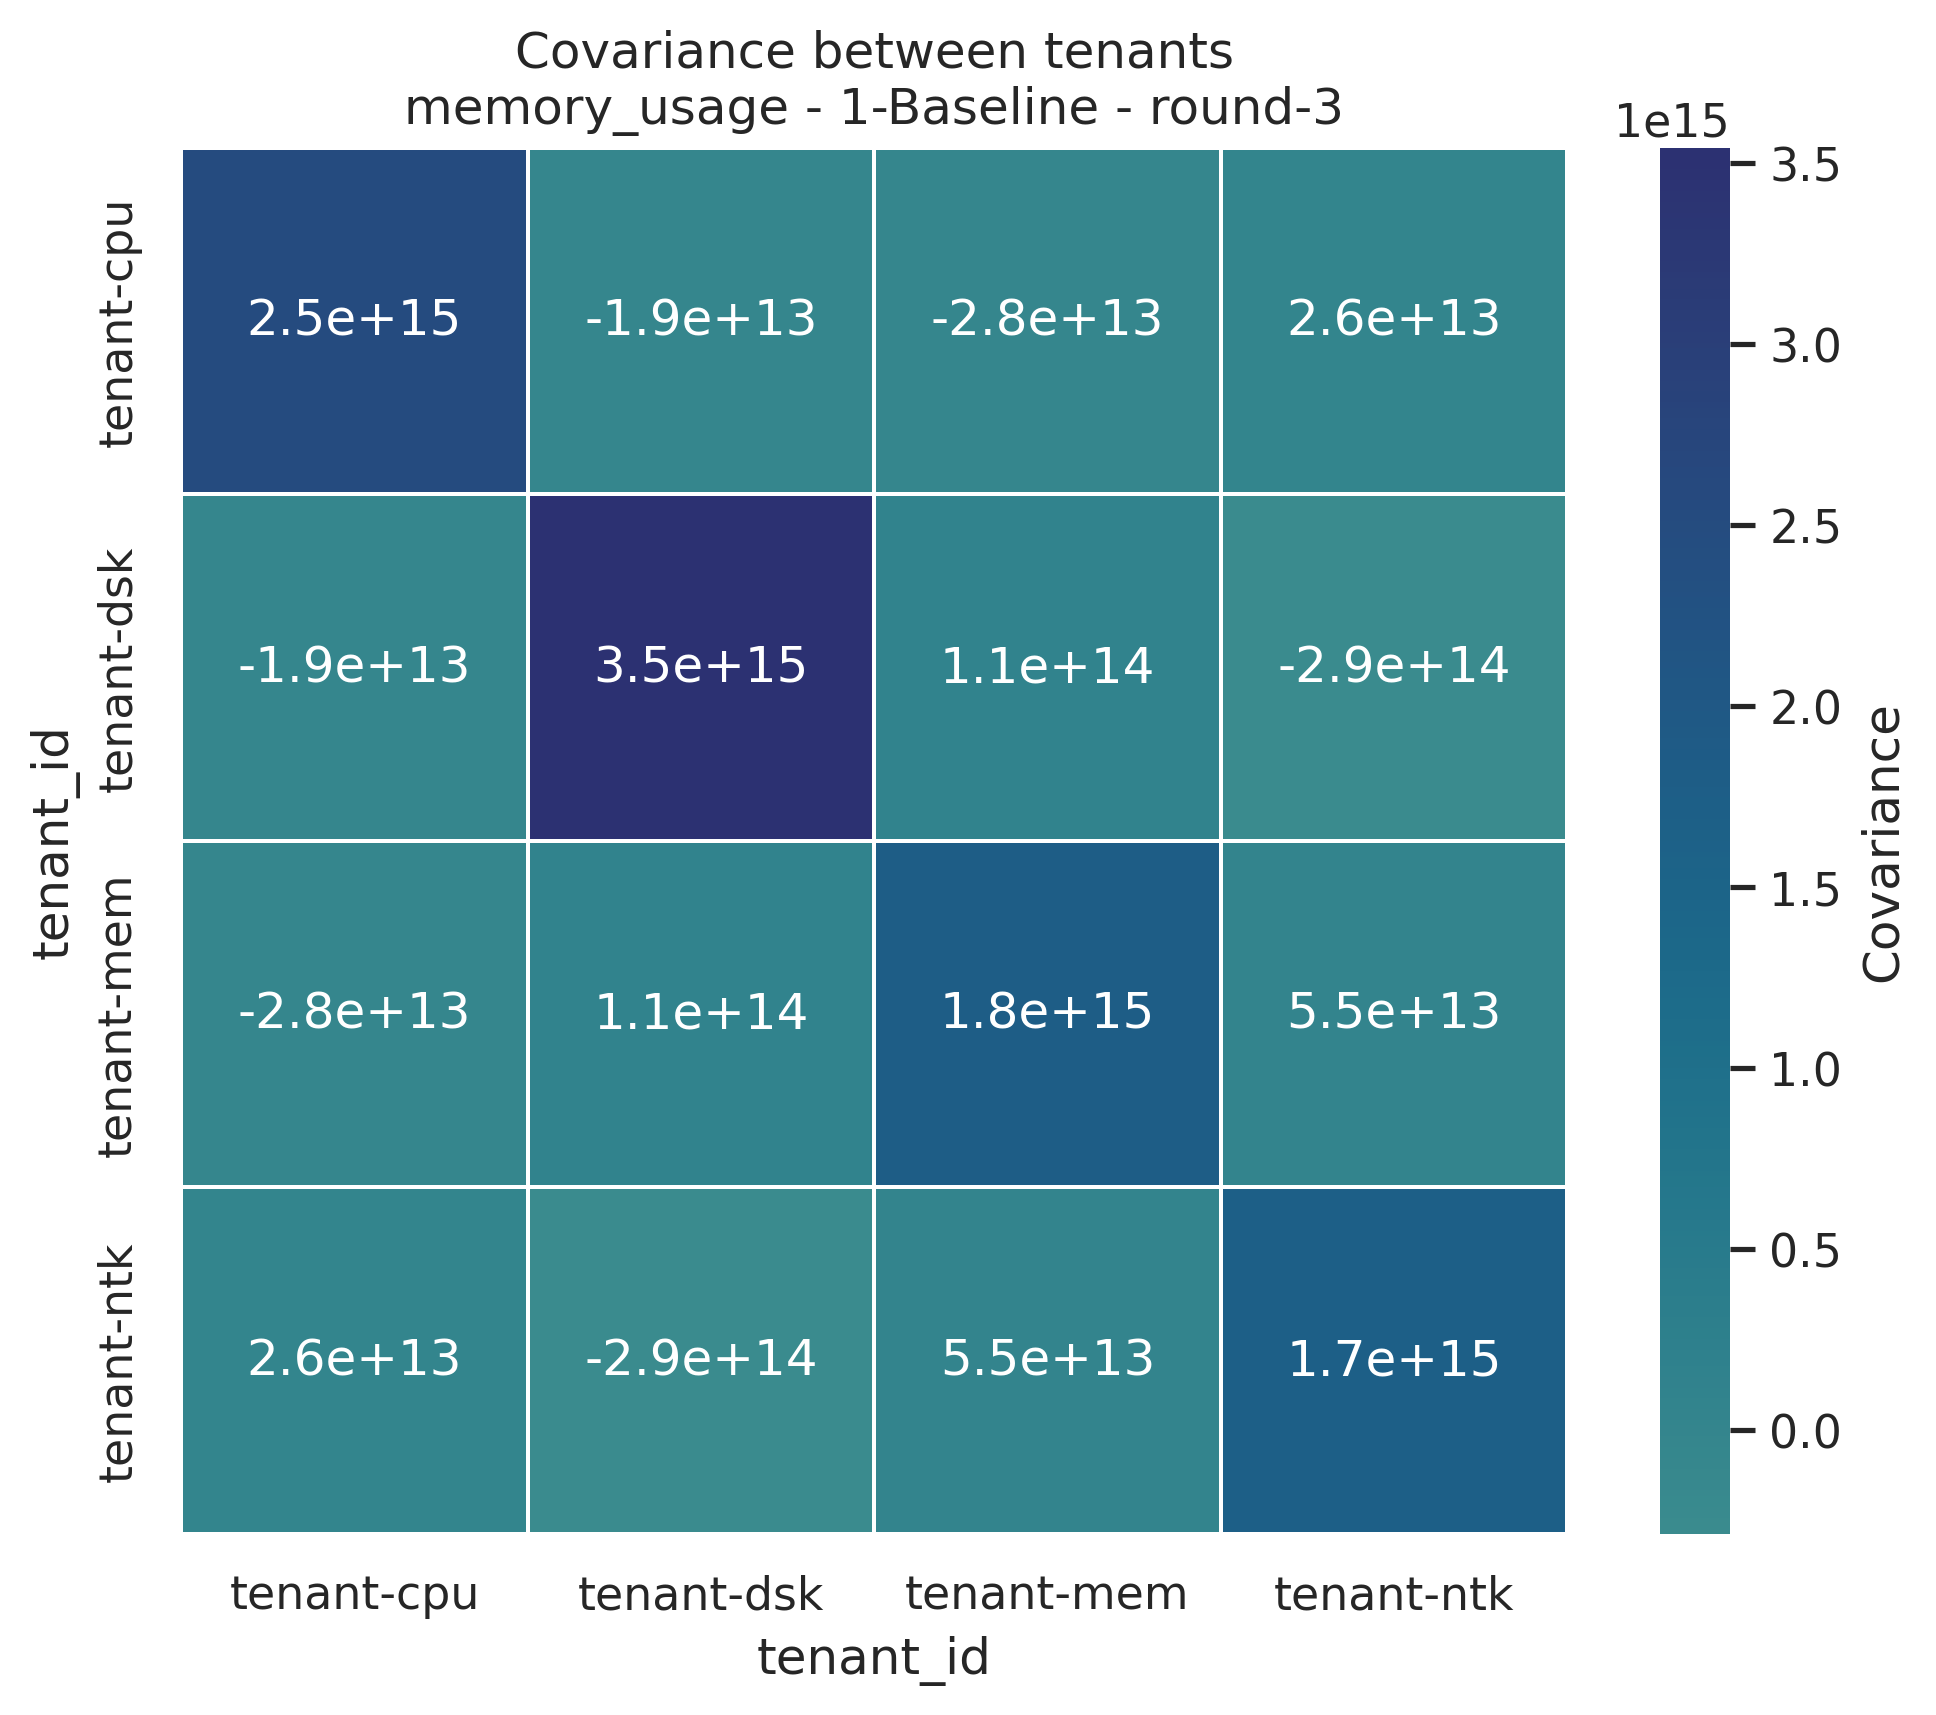 Covariance between tenants
memory_usage - 1-Baseline - round-3
1e15
3.5
3.0
2.5
2.0
1.5
1.0
0.5
0.0
Covariance
tenant_id
tenant-cpu
2.5e+15 -1.9e+13 -2.8e+13 2.6e+13
tenant-dsk
-1.9e+13 3.5e+15 1.1e+14 -2.9e+14
tenant-mem
-2.8e+13 1.1e+14 1.8e+15 5.5e+13
tenant-ntk
2.6e+13 -2.9e+14 5.5e+13 1.7e+15
tenant-cpu tenant-dsk tenant-mem tenant-ntk
tenant_id